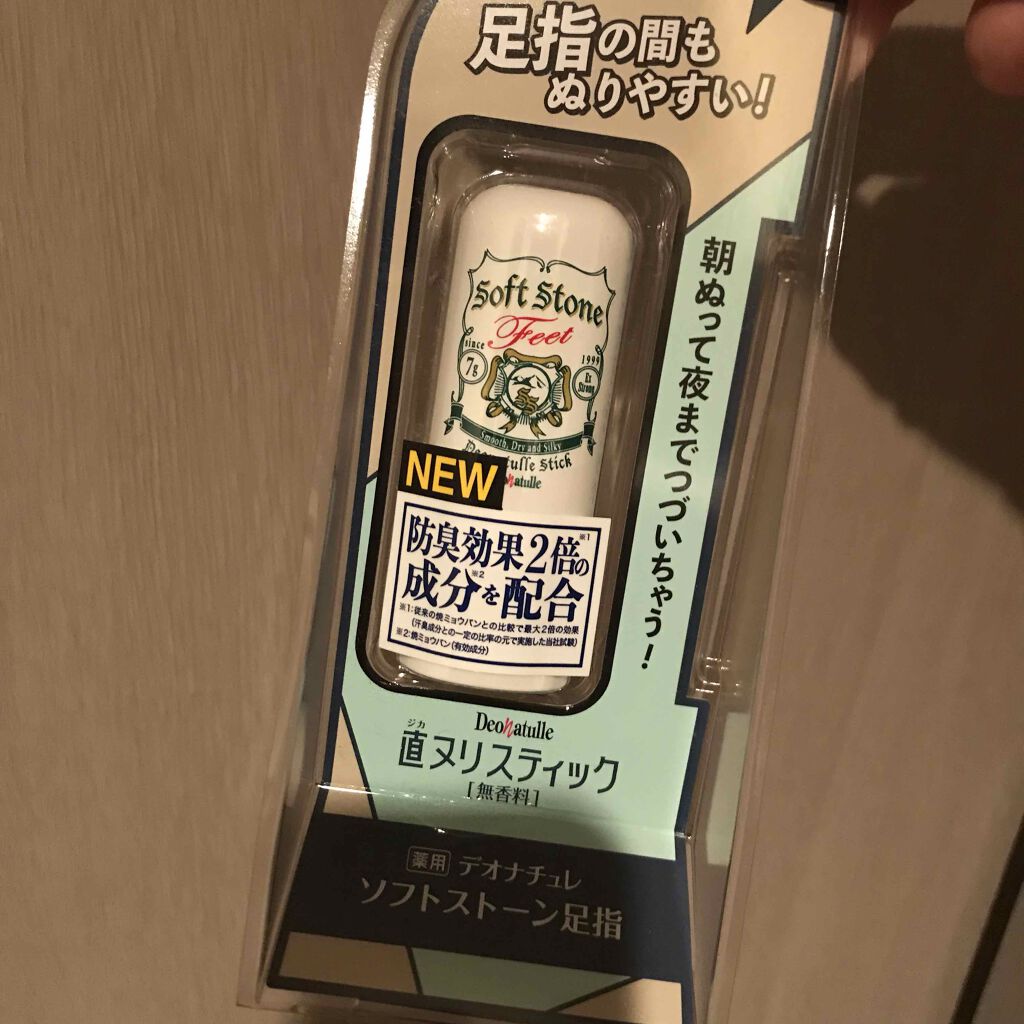 足指の間も
ぬりやすい!
朝ぬって夜までつづいちゃう!
Soft Stone
Feet
since
1999
7g
Ex
Strong
Smooth, Dry and Silky
Stick
NEW
防臭効果2倍の※1
成分※2を配合
※1:従来の焼ミョウバンとの比較で最大2倍の効果
(汗臭成分との一定の比率の元で実施した当社試験)
※2:焼ミョウバン(有効成分)
Deonatulle
ジカ
直ヌリスティック
[無香料]
薬用 デオナチュレ
ソフトストーン足指